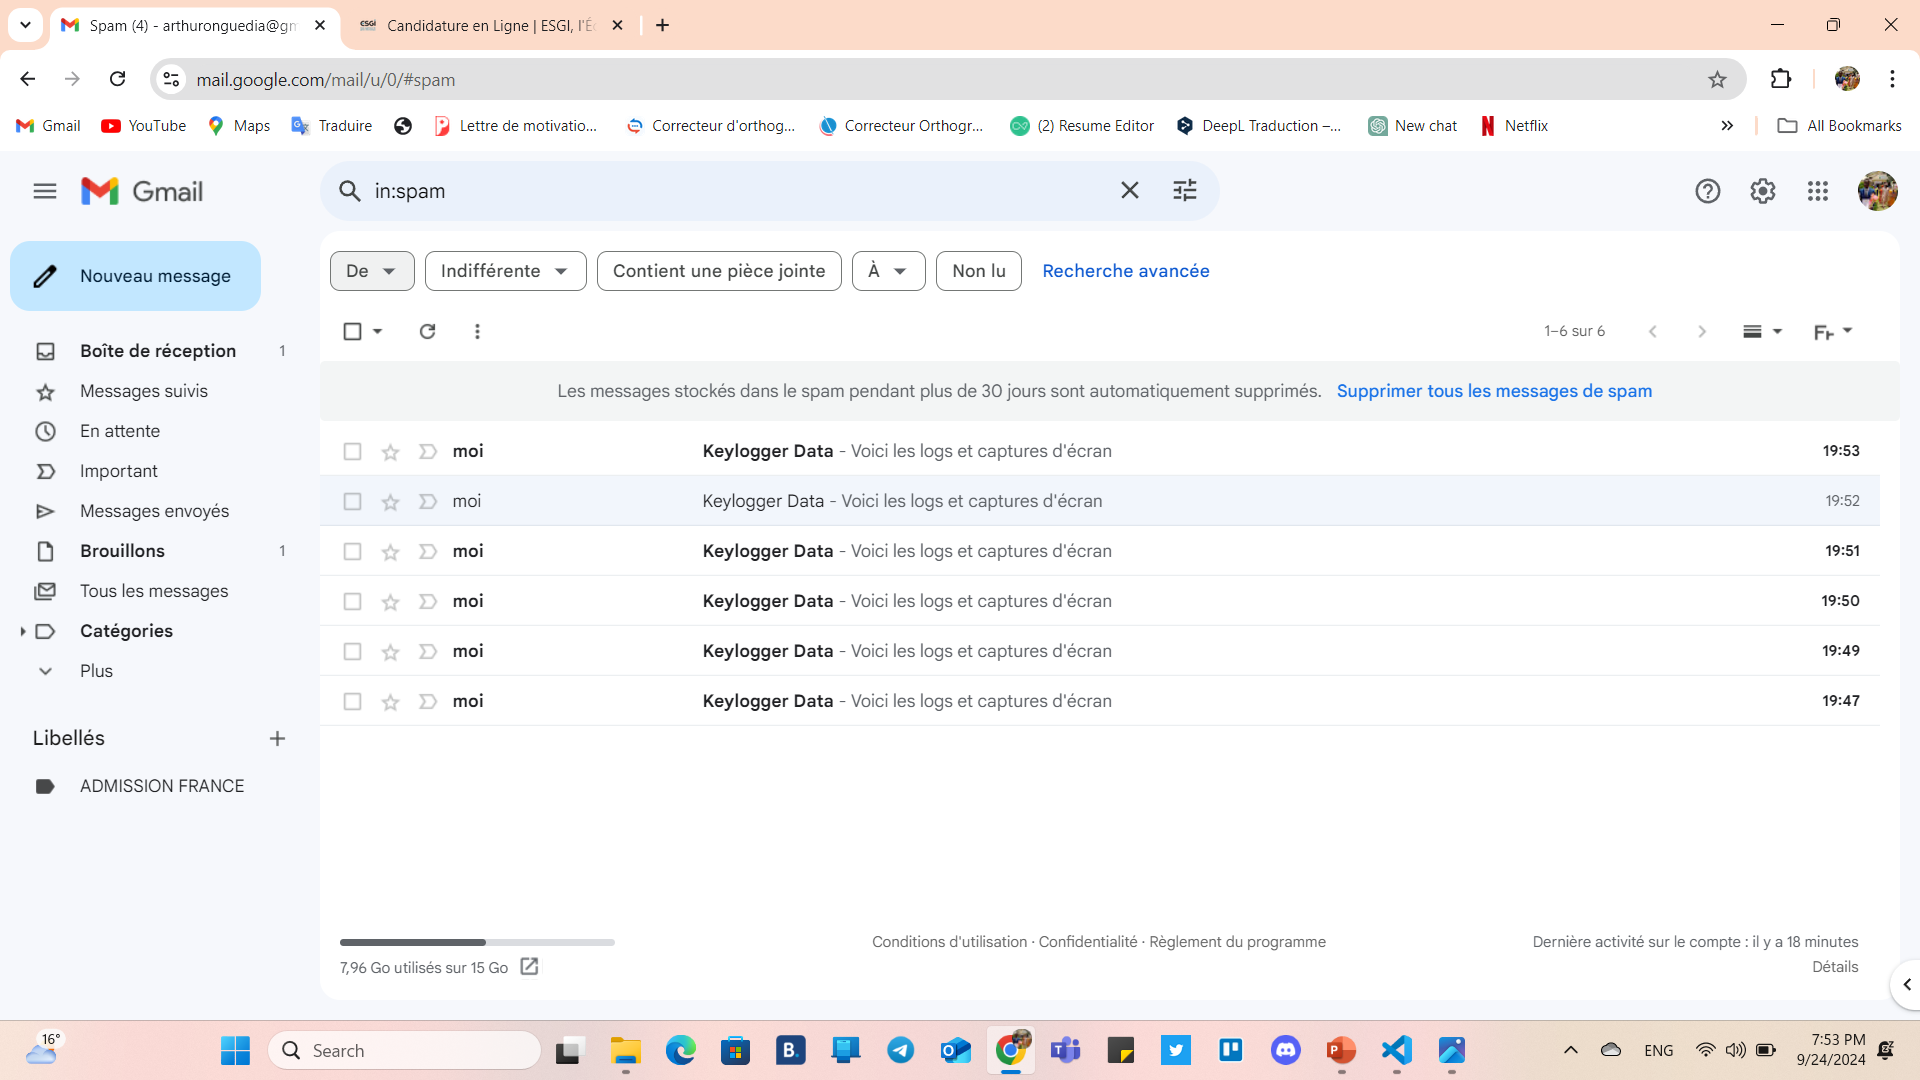 Spam (4) - arthuronguedia@gm
Candidature en Ligne | ESGI, l'Éc
mail.google.com/mail/u/0/#spam
Gmail
YouTube
Maps
Traduire
Lettre de motivatio...
Correcteur d'orthog...
Correcteur Orthogr...
(2) Resume Editor
DeepL Traduction –...
New chat
Netflix
All Bookmarks
Gmail
in:spam
Nouveau message
De
Indifférente
Contient une pièce jointe
À
Non lu
Recherche avancée
1–6 sur 6
Boîte de réception 1
Messages suivis
En attente
Important
Messages envoyés
Brouillons 1
Tous les messages
Catégories
Plus
Libellés
ADMISSION FRANCE
Les messages stockés dans le spam pendant plus de 30 jours sont automatiquement supprimés. Supprimer tous les messages de spam
moi Keylogger Data - Voici les logs et captures d'écran 19:53
moi Keylogger Data - Voici les logs et captures d'écran 19:52
moi Keylogger Data - Voici les logs et captures d'écran 19:51
moi Keylogger Data - Voici les logs et captures d'écran 19:50
moi Keylogger Data - Voici les logs et captures d'écran 19:49
moi Keylogger Data - Voici les logs et captures d'écran 19:47
7,96 Go utilisés sur 15 Go
Conditions d'utilisation · Confidentialité · Règlement du programme
Dernière activité sur le compte : il y a 18 minutes
Détails
16°
Search
ENG
7:53 PM
9/24/2024